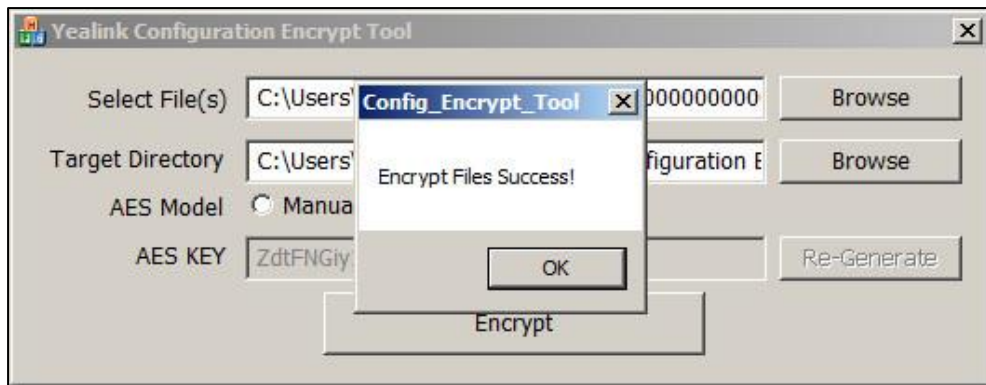 Yealink Configuration Encrypt Tool
Select File(s) C:\Users\ 000000000 Browse
Config_Encrypt_Tool
Target Directory C:\Users\ figuration E Browse
Encrypt Files Success!
AES Model Manua
AES KEY ZdtFNGiy Re-Generate
OK
Encrypt